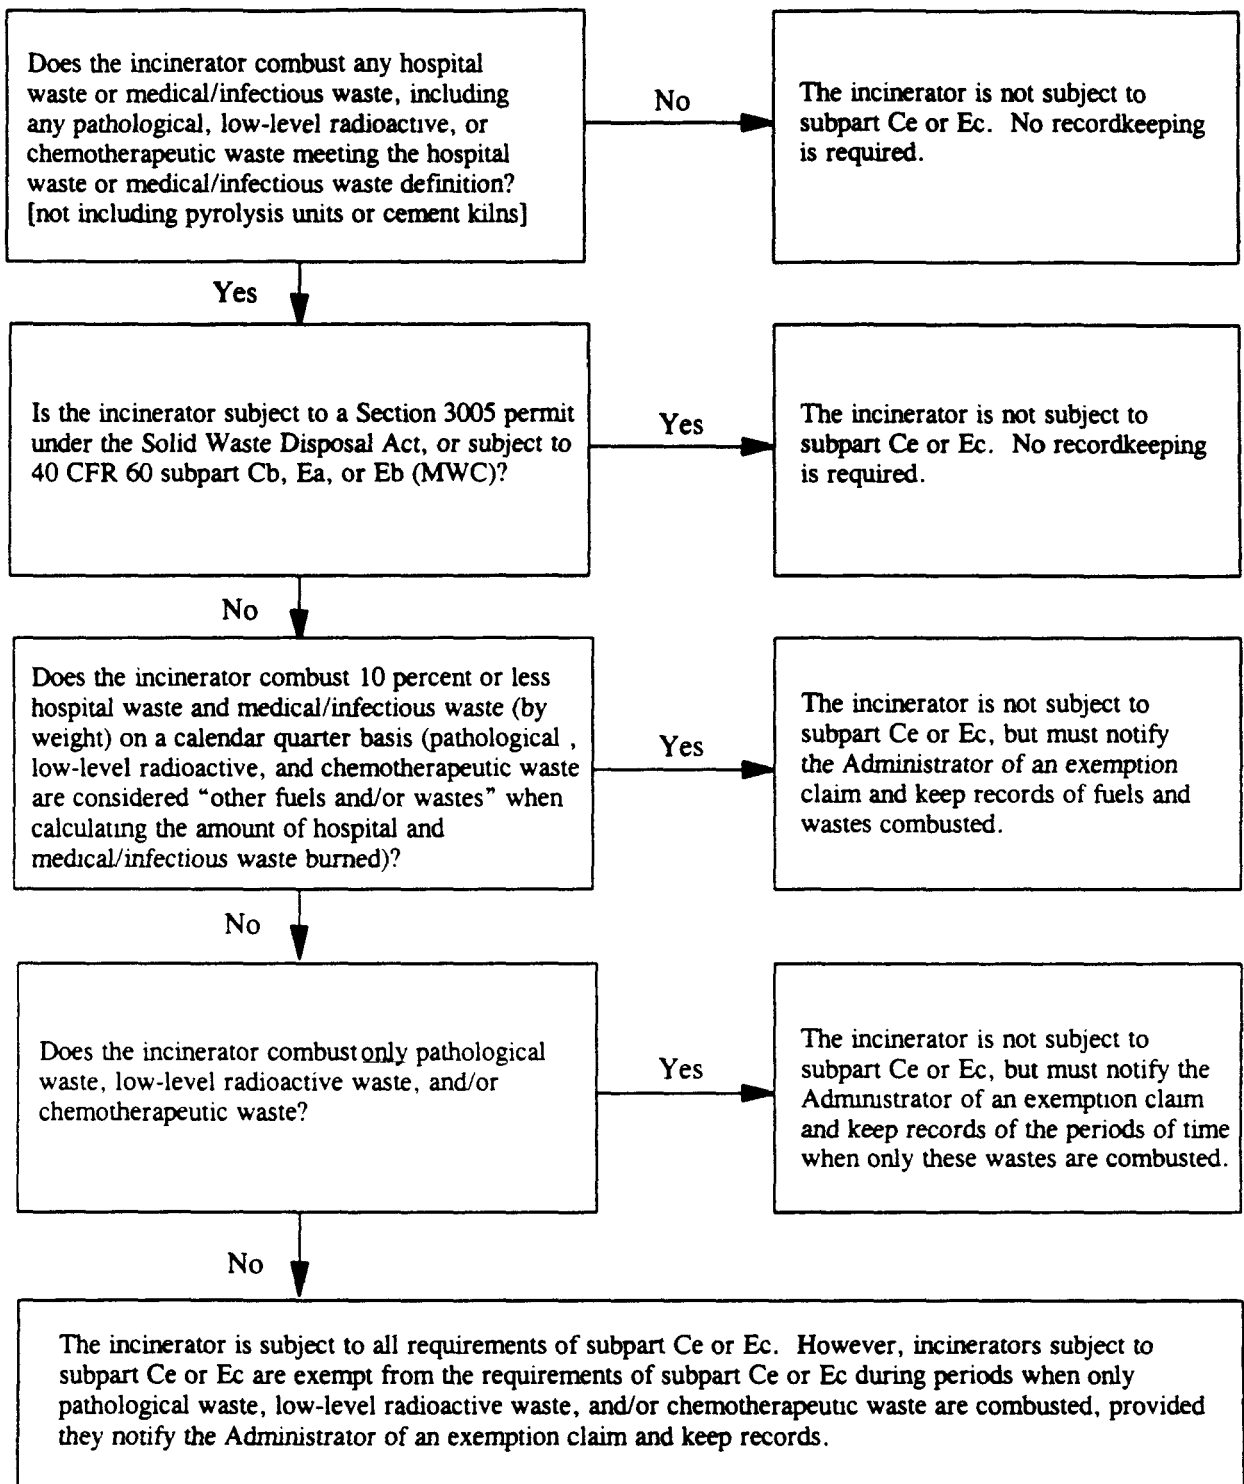 Does the incinerator combust any hospital
waste or medical/infectious waste, including
any pathological, low-level radioactive, or
chemotherapeutic waste meeting the hospital
waste or medical/infectious waste definition?
[not including pyrolysis units or cement kilns]
No
The incinerator is not subject to
subpart Ce or Ec. No recordkeeping
is required.
Yes
Is the incinerator subject to a Section 3005 permit
under the Solid Waste Disposal Act, or subject to
40 CFR 60 subpart Cb, Ea, or Eb (MWC)?
Yes
The incinerator is not subject to
subpart Ce or Ec. No recordkeeping
is required.
No
Does the incinerator combust 10 percent or less
hospital waste and medical/infectious waste (by
weight) on a calendar quarter basis (pathological ,
low-level radioactive, and chemotherapeutic waste
are considered “other fuels and/or wastes” when
calculating the amount of hospital and
medical/infectious waste burned)?
Yes
The incinerator is not subject to
subpart Ce or Ec, but must notify
the Administrator of an exemption
claim and keep records of fuels and
wastes combusted.
No
Does the incinerator combust only pathological
waste, low-level radioactive waste, and/or
chemotherapeutic waste?
Yes
The incinerator is not subject to
subpart Ce or Ec, but must notify the
Administrator of an exemption claim
and keep records of the periods of time
when only these wastes are combusted.
No
The incinerator is subject to all requirements of subpart Ce or Ec. However, incinerators subject to
subpart Ce or Ec are exempt from the requirements of subpart Ce or Ec during periods when only
pathological waste, low-level radioactive waste, and/or chemotherapeutic waste are combusted, provided
they notify the Administrator of an exemption claim and keep records.